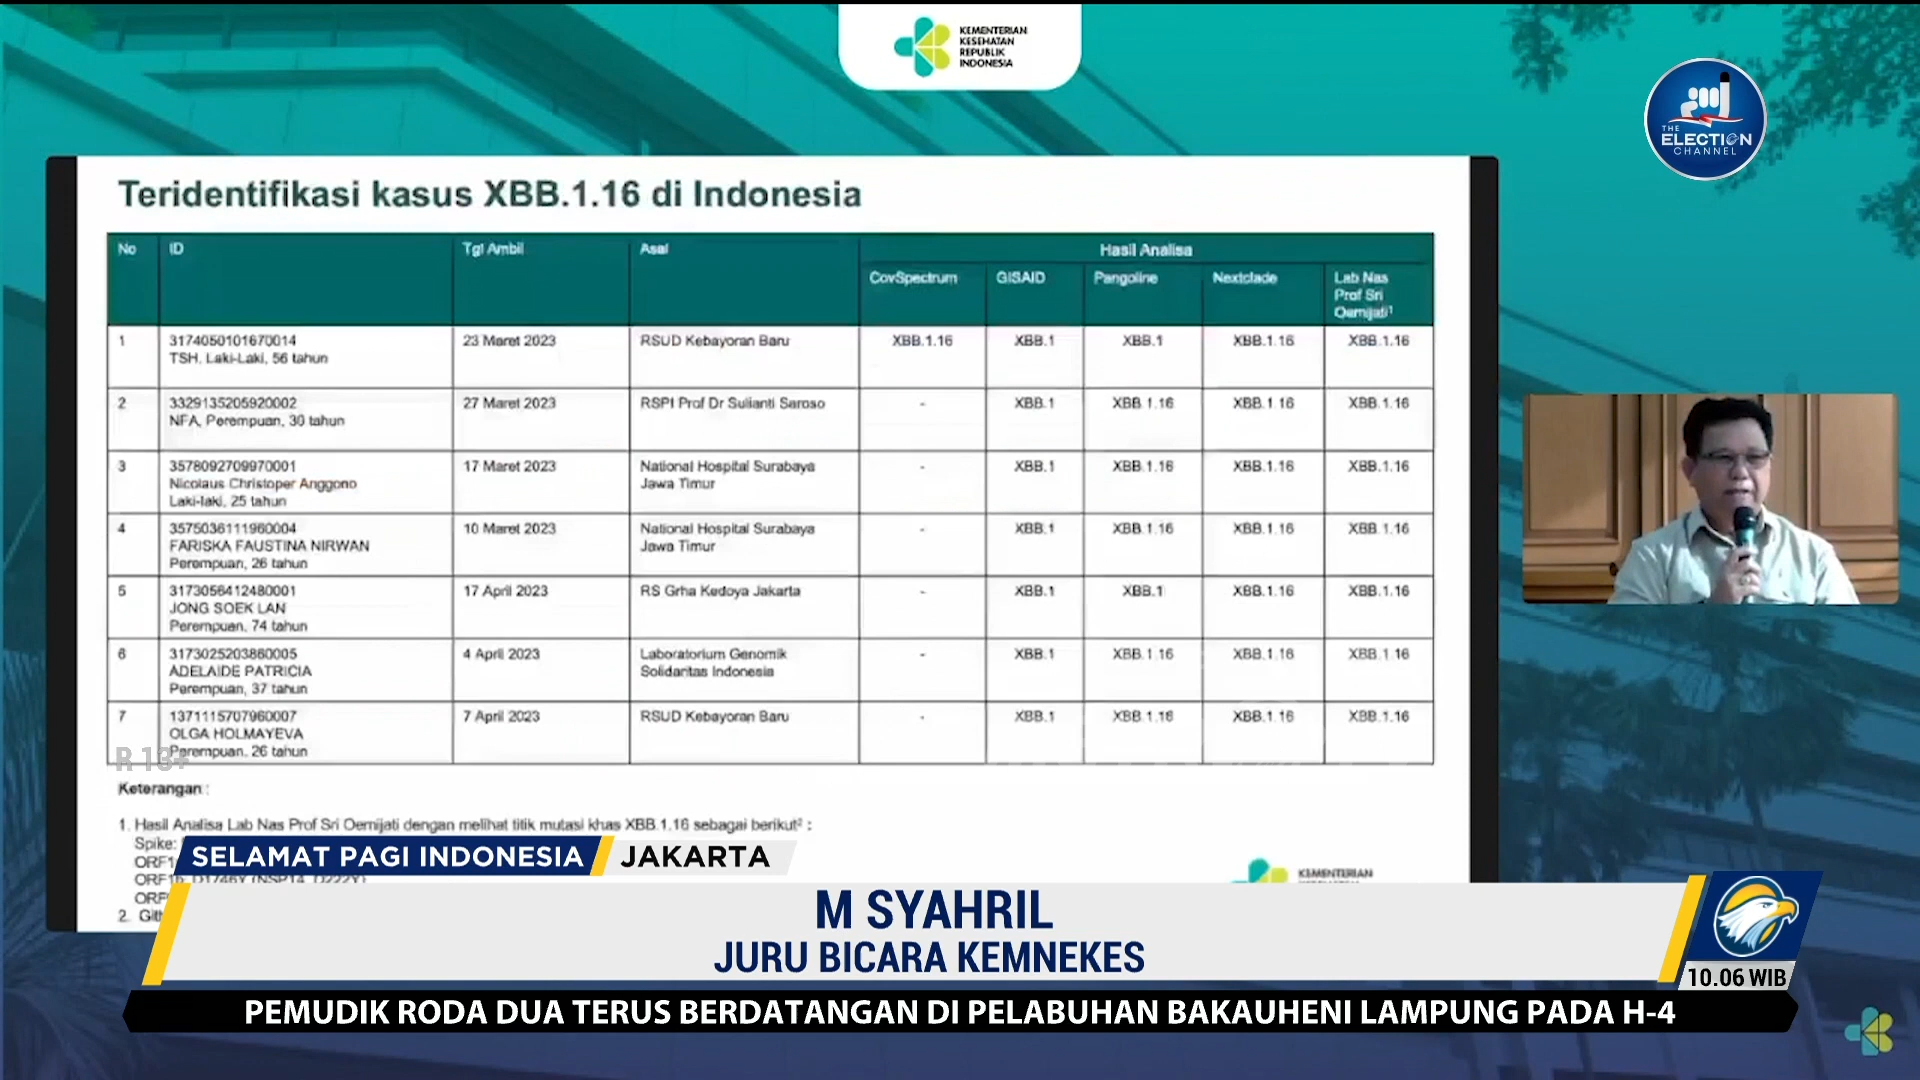 KEMENTERIAN
KESEHATAN
REPUBLIK
INDONESIA
THE
ELECTION
CHANNEL
Teridentifikasi kasus XBB.1.16 di Indonesia
No ID Tgl Ambil Asal Hasil Analisa
CovSpectrum GISAID Pangoline Nextclade Lab Nas
Prof Sri
Oemijati¹
1 3174050101670014 23 Maret 2023 RSUD Kebayoran Baru XBB.1.16 XBB.1 XBB.1 XBB.1.16 XBB.1.16
TSH, Laki-Laki, 56 tahun
2 3329135205920002 27 Maret 2023 RSPI Prof Dr Sulianti Saroso - XBB.1 XBB.1.16 XBB.1.16 XBB.1.16
NFA, Perempuan, 30 tahun
3 3578092709970001 17 Maret 2023 National Hospital Surabaya - XBB.1 XBB.1.16 XBB.1.16 XBB.1.16
Nicolaus Christoper Anggono Jawa Timur
Laki-laki, 25 tahun
4 3575036111960004 10 Maret 2023 National Hospital Surabaya - XBB.1 XBB.1.16 XBB.1.16 XBB.1.16
FARISKA FAUSTINA NIRWAN Jawa Timur
Perempuan, 26 tahun
5 3173056412480001 17 April 2023 RS Grha Kedoya Jakarta - XBB.1 XBB.1 XBB.1.16 XBB.1.16
JONG SOEK LAN
Perempuan, 74 tahun
6 3173025203860005 4 April 2023 Laboratorium Genomik - XBB.1 XBB.1.16 XBB.1.16 XBB.1.16
ADELAIDE PATRICIA Solidaritas Indonesia
Perempuan, 37 tahun
7 1371115707960007 7 April 2023 RSUD Kebayoran Baru - XBB.1 XBB.1.16 XBB.1.16 XBB.1.16
OLGA HOLMAYEVA
Perempuan, 26 tahun
R 13+
Keterangan :
1. Hasil Analisa Lab Nas Prof Sri Oemijati dengan melihat titik mutasi khas XBB.1.16 sebagai berikut² :
Spike:
2.
KEMENTERIAN
SELAMAT PAGI INDONESIA JAKARTA
M SYAHRIL
JURU BICARA KEMNEKES
10.06 WIB
PEMUDIK RODA DUA TERUS BERDATANGAN DI PELABUHAN BAKAUHENI LAMPUNG PADA H-4